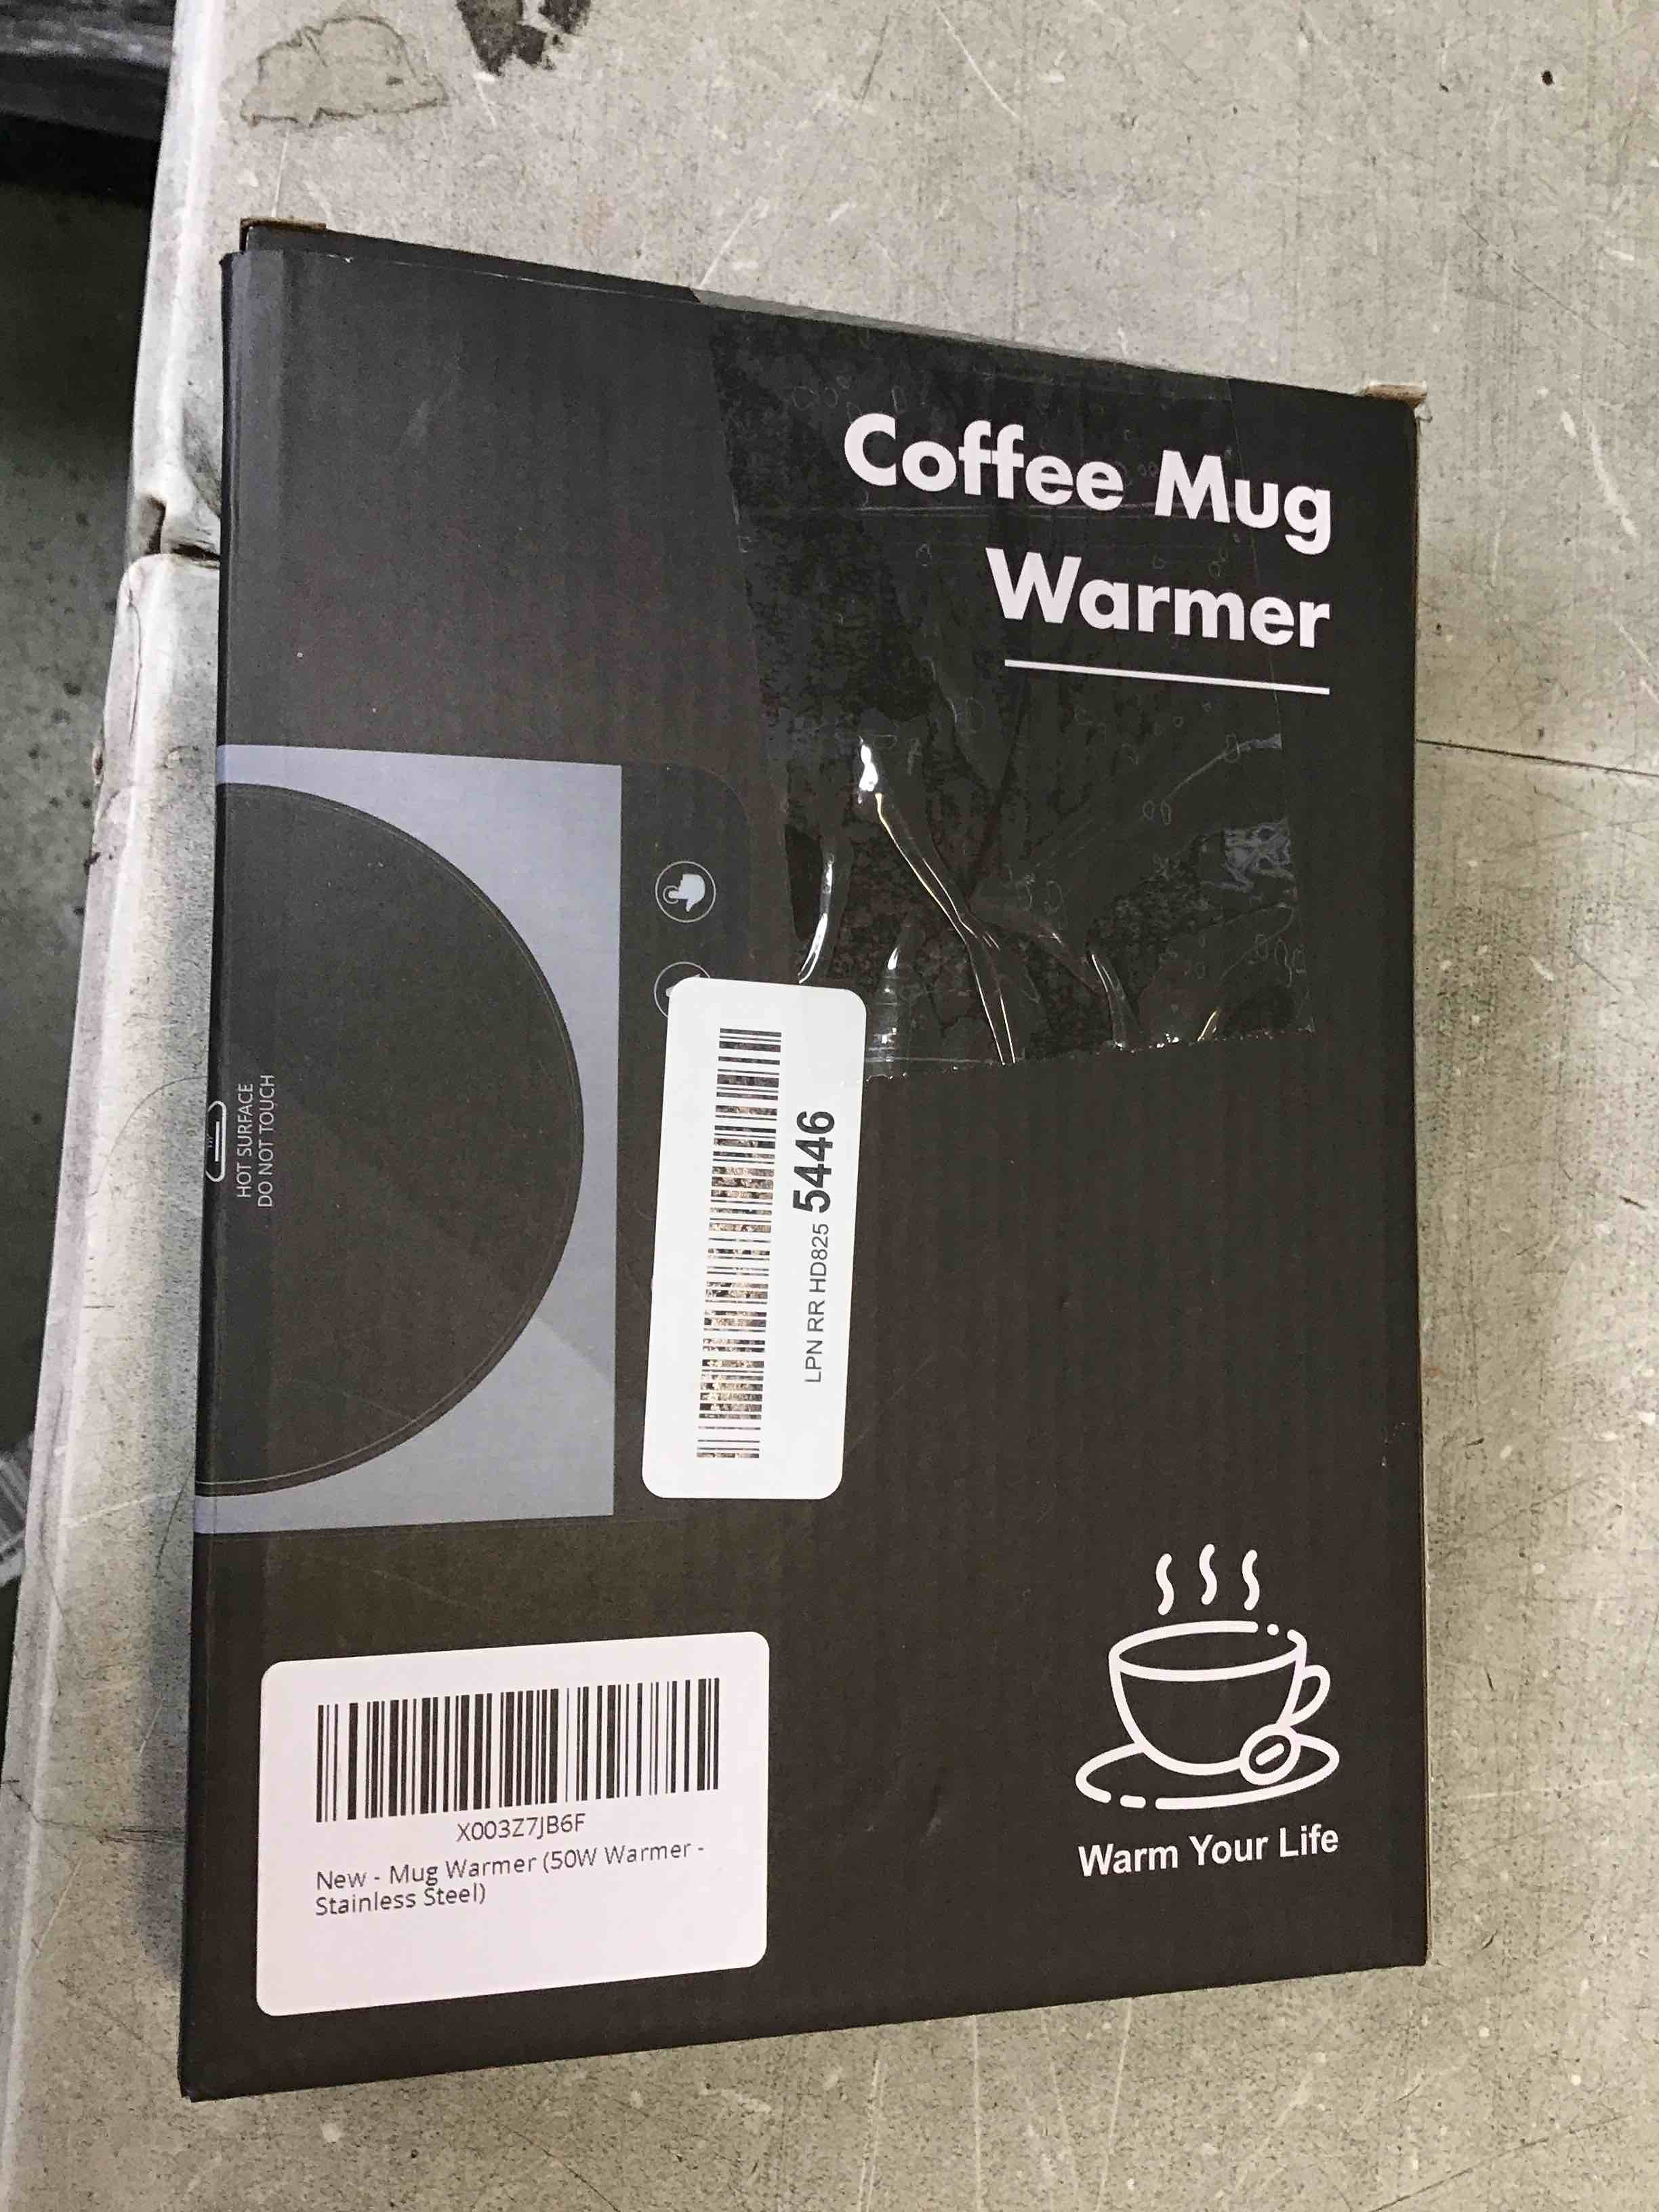 Coffee Mug
Warmer
HOT SURFACE
DO NOT TOUCH
LPN RR HD825 5446
X003Z7JB6F
New - Mug Warmer (50W Warmer -
Stainless Steel)
Warm Your Life